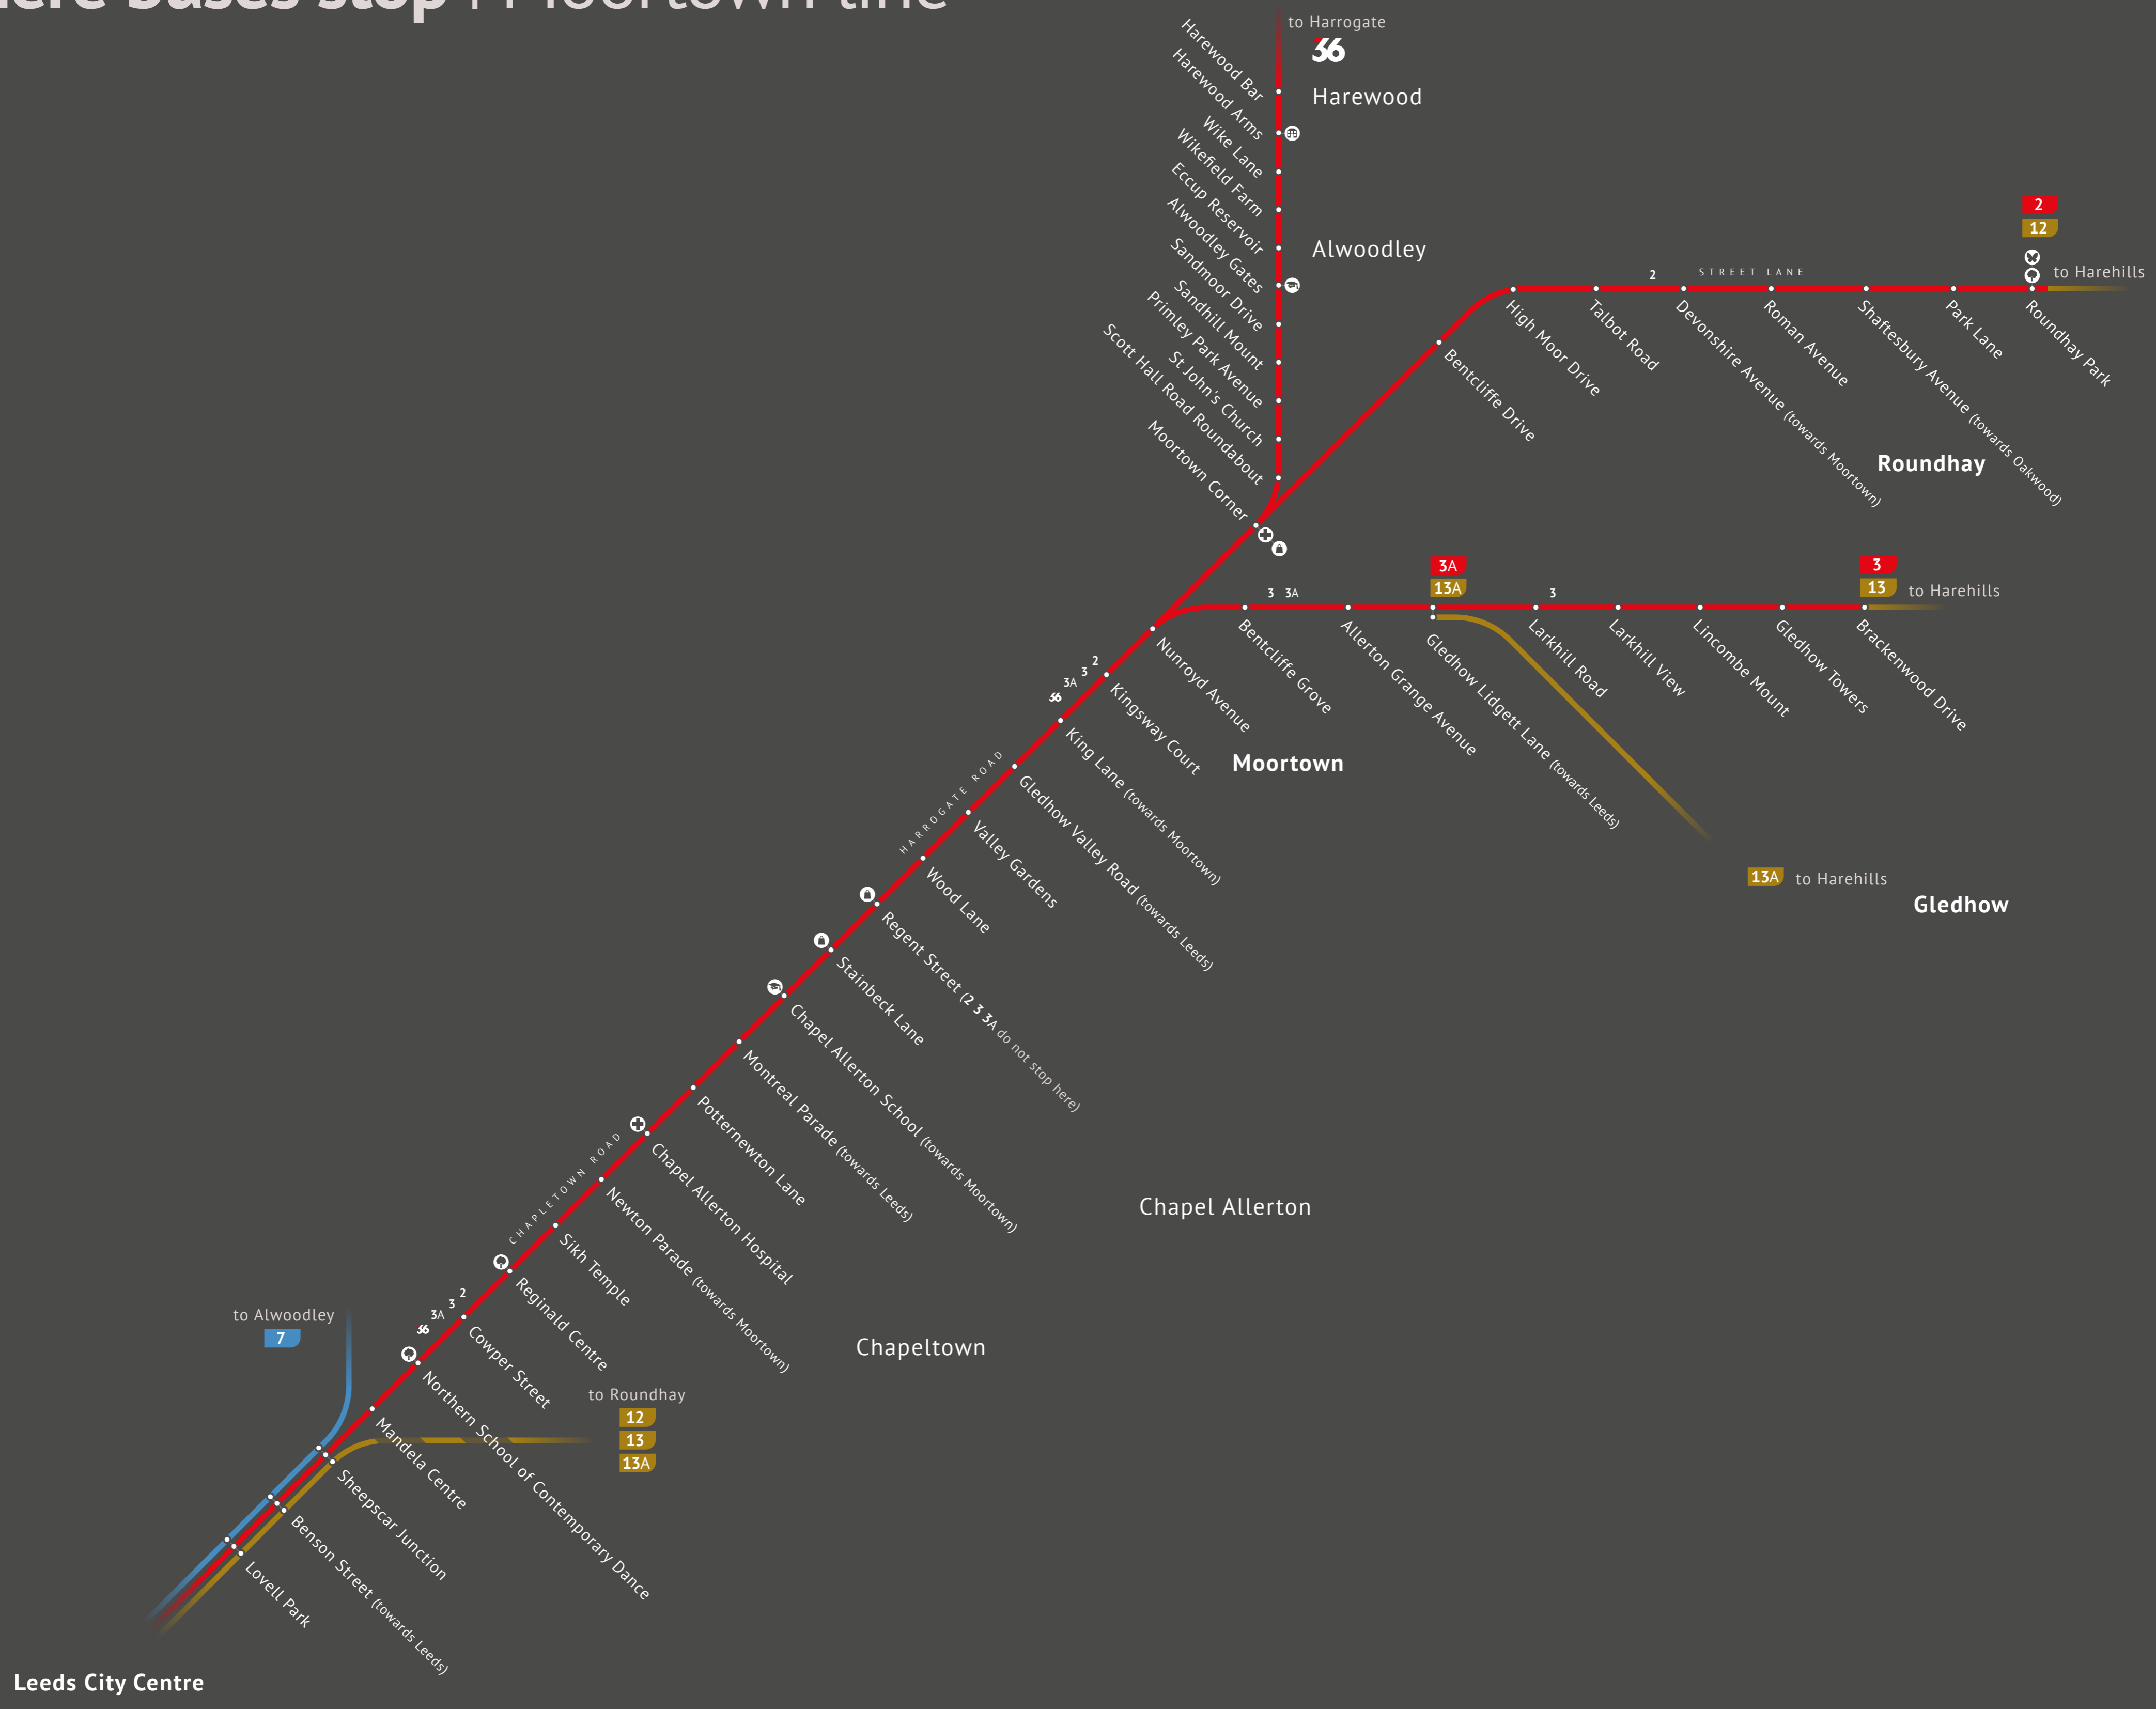 Moortown line
to Harrogate
36
Harewood Bar
Harewood Arms
Harewood
Wike Lane
Wikefield Farm
Eccup Reservoir
Alwoodley
Alwoodley Gates
Sandmoor Drive
Sandhill Mount
Primley Park Avenue
St John's Church
Scott Hall Road Roundabout
Moortown Corner
2
12
to Harehills
2
STREET LANE
Bentcliffe Drive
High Moor Drive
Talbot Road
Devonshire Avenue (towards Moortown)
Roman Avenue
Shaftesbury Avenue (towards Oakwood)
Park Lane
Roundhay Park
Roundhay
3A
13A
3
13
to Harehills
3 3A
3
Bentcliffe Grove
Allerton Grange Avenue
Gledhow Lidgett Lane (towards Leeds)
Larkhill Road
Larkhill View
Lincombe Mount
Gledhow Towers
Brackenwood Drive
13A to Harehills
Gledhow
36 3A 3 2
Nunroyd Avenue
Kingsway Court
Moortown
King Lane (towards Moortown)
HARROGATE ROAD
Gledhow Valley Road (towards Leeds)
Valley Gardens
Wood Lane
Regent Street (2 3 3A do not stop here)
Stainbeck Lane
Chapel Allerton School (towards Moortown)
Montreal Parade (towards Leeds)
Potternewton Lane
Chapel Allerton
Chapel Allerton Hospital
CHAPLETOWN ROAD
Newton Parade (towards Moortown)
Sikh Temple
Reginald Centre
Chapeltown
36 3A 3 2
Cowper Street
Northern School of Contemporary Dance
to Alwoodley
7
to Roundhay
12
13
13A
Mandela Centre
Sheepscar Junction
Benson Street (towards Leeds)
Lovell Park
Leeds City Centre